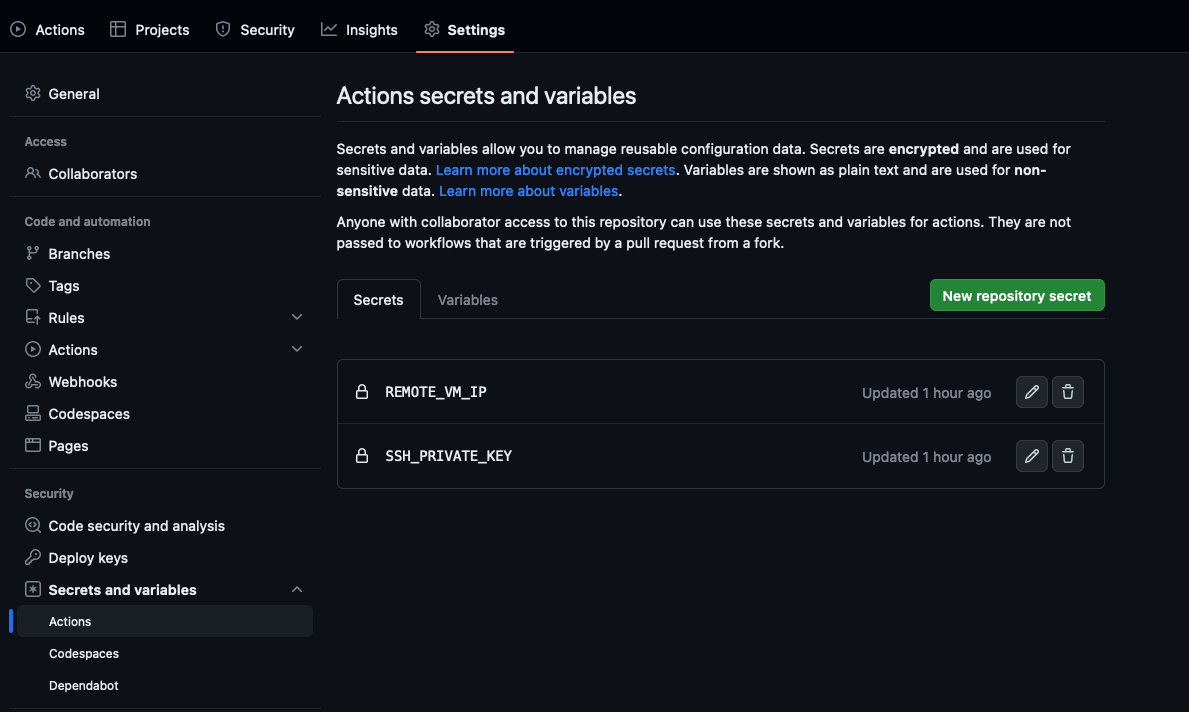 Actions Projects Security Insights Settings
General
Access
Collaborators
Code and automation
Branches
Tags
Rules
Actions
Webhooks
Codespaces
Pages
Security
Code security and analysis
Deploy keys
Secrets and variables
Actions
Codespaces
Dependabot
Actions secrets and variables
Secrets and variables allow you to manage reusable configuration data. Secrets are encrypted and are used for
sensitive data. Learn more about encrypted secrets. Variables are shown as plain text and are used for non-
sensitive data. Learn more about variables.
Anyone with collaborator access to this repository can use these secrets and variables for actions. They are not
passed to workflows that are triggered by a pull request from a fork.
Secrets Variables New repository secret
REMOTE_VM_IP Updated 1 hour ago
SSH_PRIVATE_KEY Updated 1 hour ago